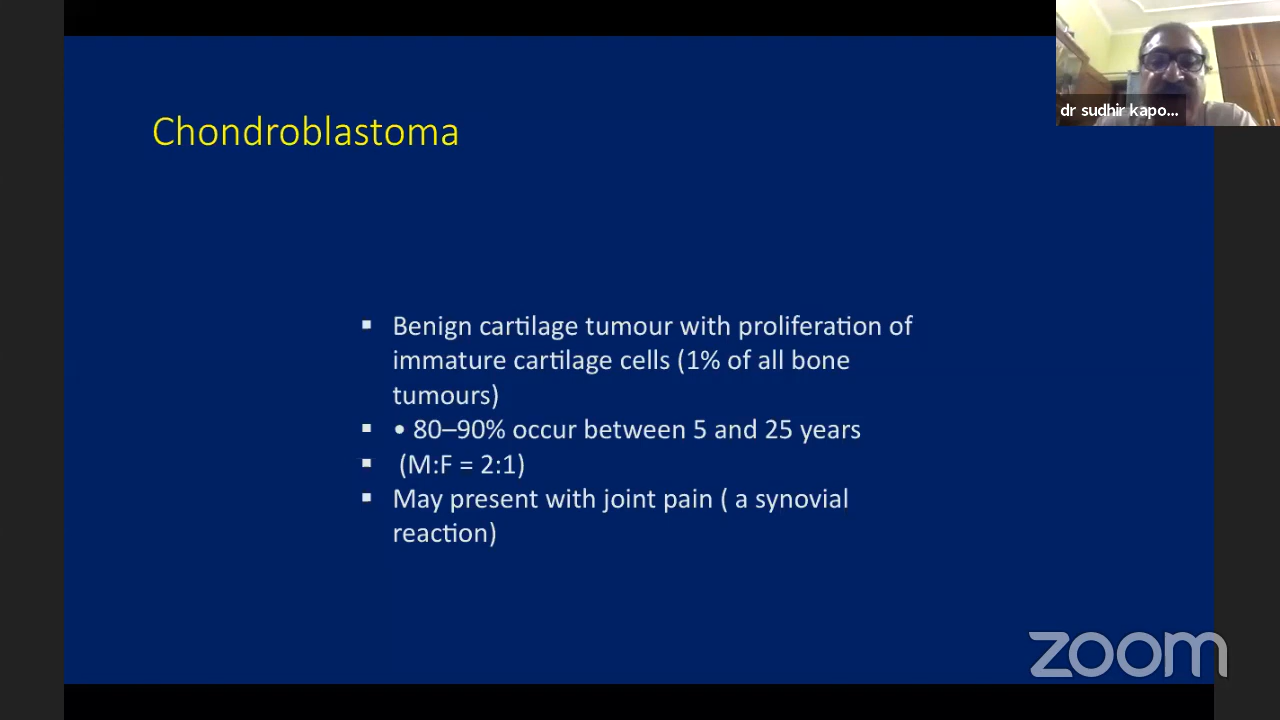 dr sudhir kapo...
Chondroblastoma
▪ Benign cartilage tumour with proliferation of
immature cartilage cells (1% of all bone
tumours)
▪ • 80–90% occur between 5 and 25 years
▪ (M:F = 2:1)
▪ May present with joint pain ( a synovial
reaction)
zoom